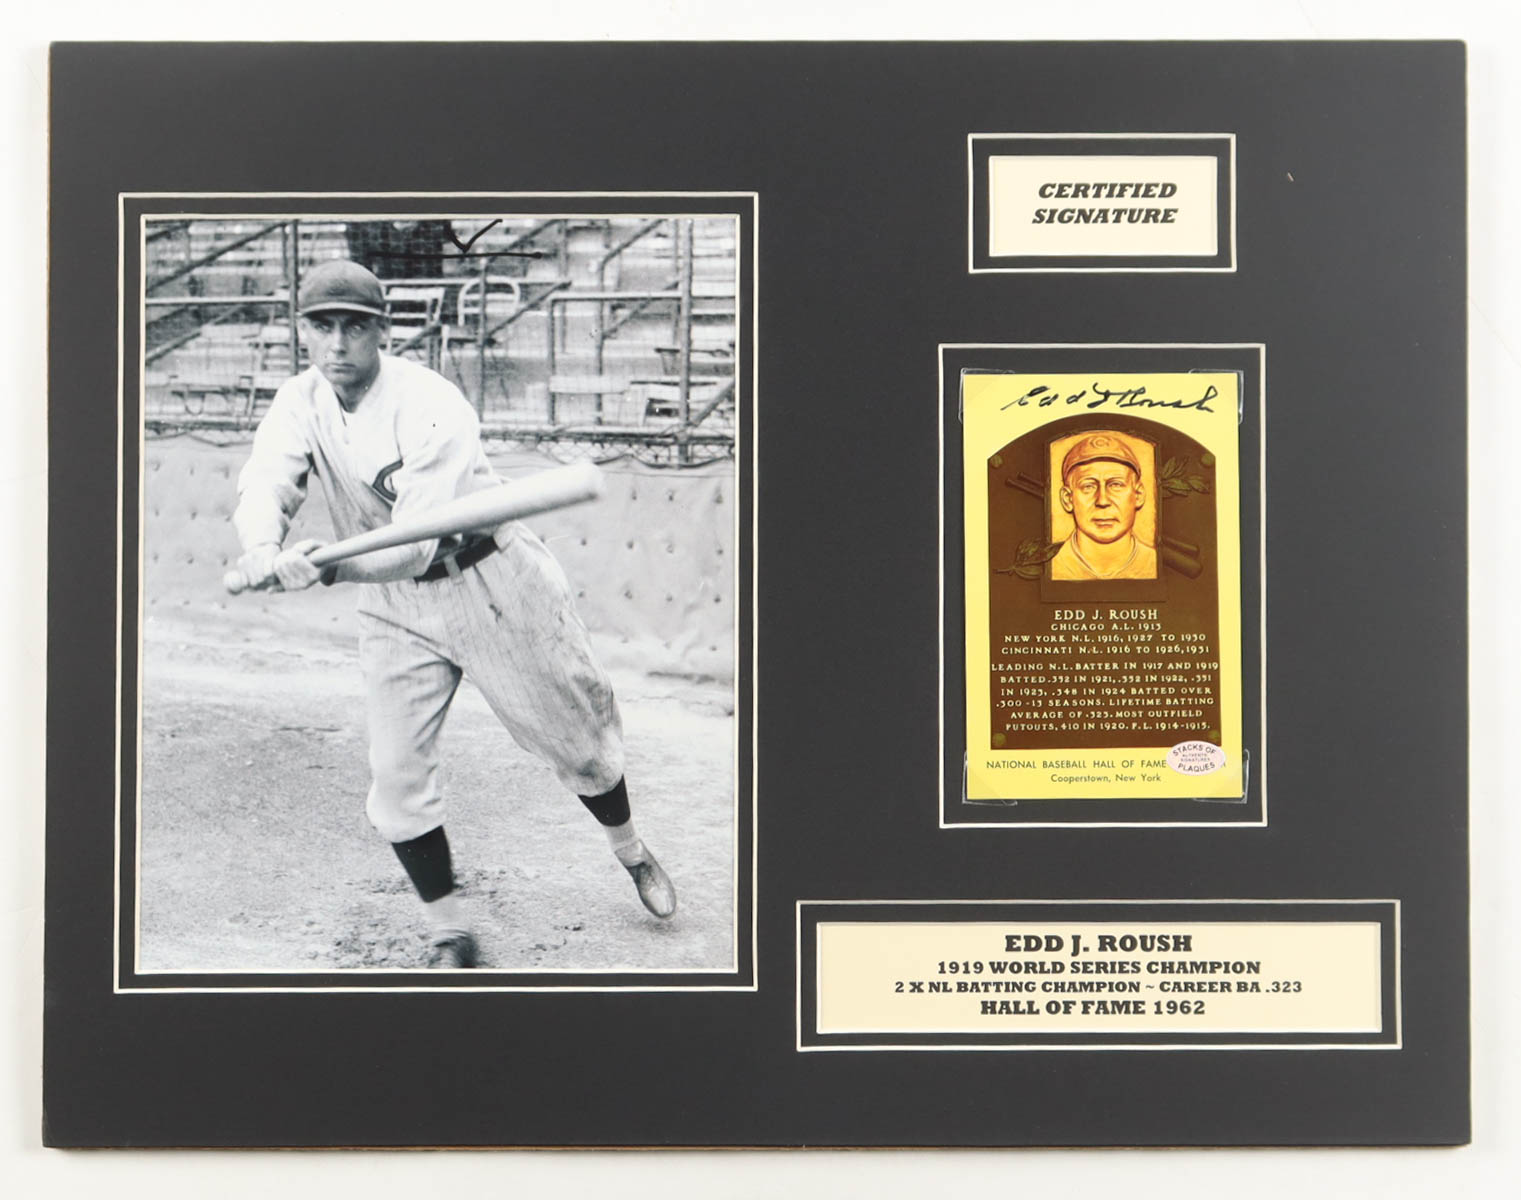 CERTIFIED
SIGNATURE
Edd J Roush
C
EDD J. ROUSH
CHICAGO A.L. 1913
NEW YORK N.L. 1916, 1927 TO 1930
CINCINNATI N.L. 1916 TO 1926, 1931
LEADING N.L. BATTER IN 1917 AND 1919
BATTED .352 IN 1921, .352 IN 1922, .351
IN 1923, .348 IN 1924 BATTED OVER
.300 - 13 SEASONS. LIFETIME BATTING
AVERAGE OF .323. MOST OUTFIELD
PUTOUTS, 410 IN 1920. F.L. 1914-1915.
NATIONAL BASEBALL HALL OF FAME
Cooperstown, New York
STACKS OF
AUTHENTIC
SIGNATURES
PLAQUES
EDD J. ROUSH
1919 WORLD SERIES CHAMPION
2 X NL BATTING CHAMPION ~ CAREER BA .323
HALL OF FAME 1962